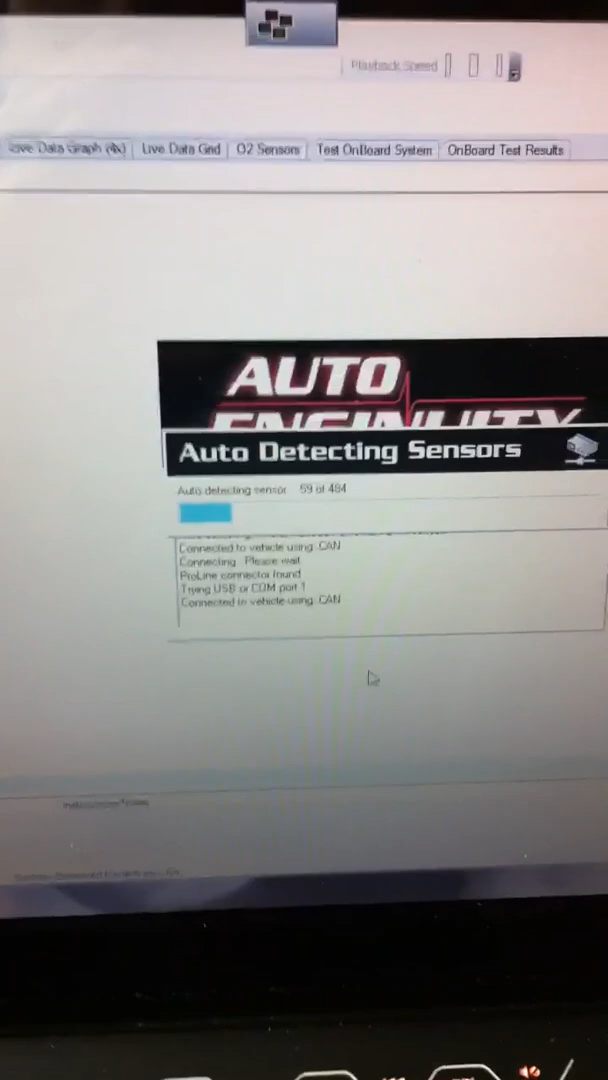 Playback Speed
Live Data Graph (4x) Live Data Grid O2 Sensors Test OnBoard System OnBoard Test Results
AUTO
ENGINUITY
Auto Detecting Sensors
Auto detecting sensor 59 of 484
Connected to vehicle using: CAN
Connecting. Please wait.
ProLine connector found
Trying USB or COM port 1
Connected to vehicle using: CAN